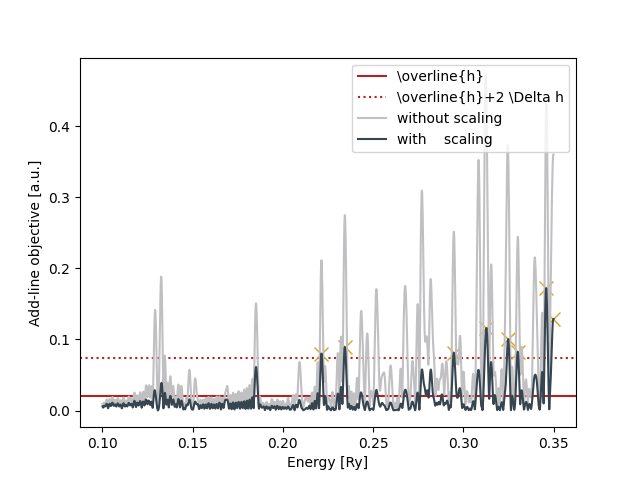 \overline{h}
\overline{h}+2 \Delta h
without scaling
with    scaling
Add-line objective [a.u.]
0.4
0.3
0.2
0.1
0.0
0.10 0.15 0.20 0.25 0.30 0.35
Energy [Ry]